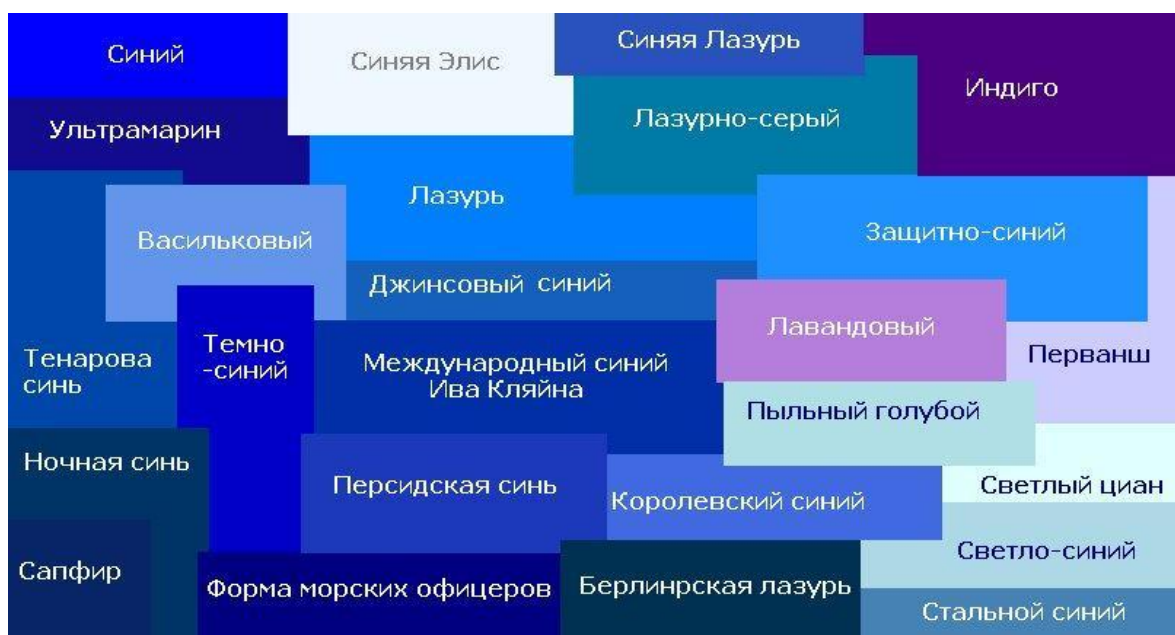 Синий
Синяя Элис
Синяя Лазурь
Индиго
Ультрамарин
Лазурно-серый
Лазурь
Васильковый
Защитно-синий
Джинсовый синий
Лавандовый
Тенарова
синь
Темно
-синий
Международный синий
Ива Кляйна
Перванш
Пыльный голубой
Ночная синь
Персидская синь
Королевский синий
Светлый циан
Сапфир
Форма морских офицеров
Берлинрская лазурь
Светло-синий
Стальной синий